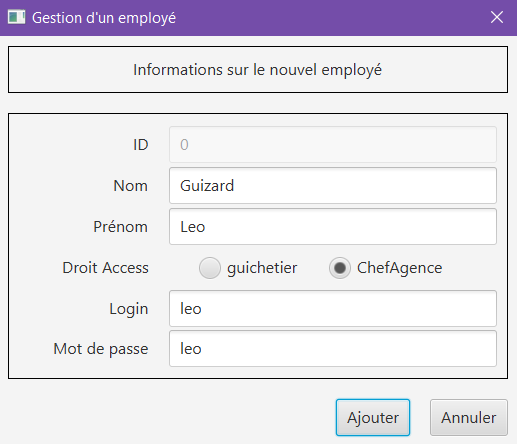 Gestion d'un employé
Informations sur le nouvel employé
ID 0
Nom Guizard
Prénom Leo
Droit Access guichetier ChefAgence
Login leo
Mot de passe leo
Ajouter Annuler